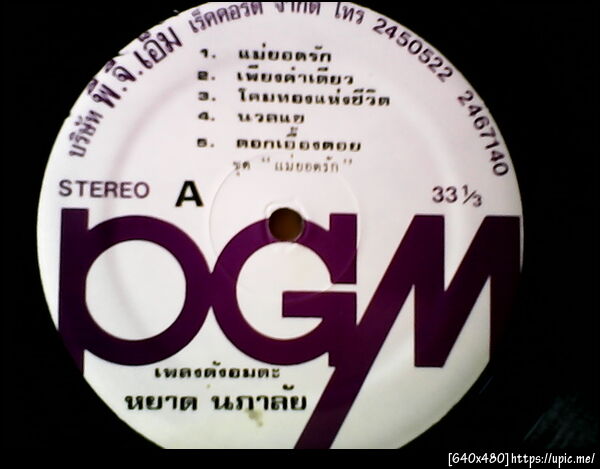 บริษัท พี.จี.เอ็ม เร็คคอร์ด จำกัด โทร 2450522 2467140
1. แม่ยอดรัก
2. เพียงคำเดียว
3. โคมทองแห่งชีวิต
4. นวลแข
5. ดอกเอื้องดอย
ชุด "แม่ยอดรัก"
STEREO A 33 1/3
PGM
เพลงดังอมตะ
หยาด นภาลัย
[640x480]https://upic.me/